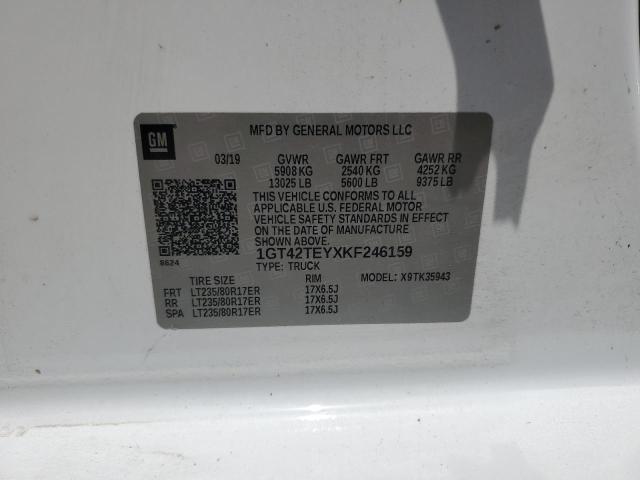 GM
MFD BY GENERAL MOTORS LLC
03/19 GVWR GAWR FRT GAWR RR
5908 KG 2540 KG 4252 KG
13025 LB 5600 LB 9375 LB
THIS VEHICLE CONFORMS TO ALL
APPLICABLE U.S. FEDERAL MOTOR
VEHICLE SAFETY STANDARDS IN EFFECT
ON THE DATE OF MANUFACTURE
SHOWN ABOVE.
8624
1GT42TEYXKF246159
TYPE: TRUCK
TIRE SIZE RIM MODEL: X9TK35943
FRT LT235/80R17ER 17X6.5J
RR LT235/80R17ER 17X6.5J
SPA LT235/80R17ER 17X6.5J